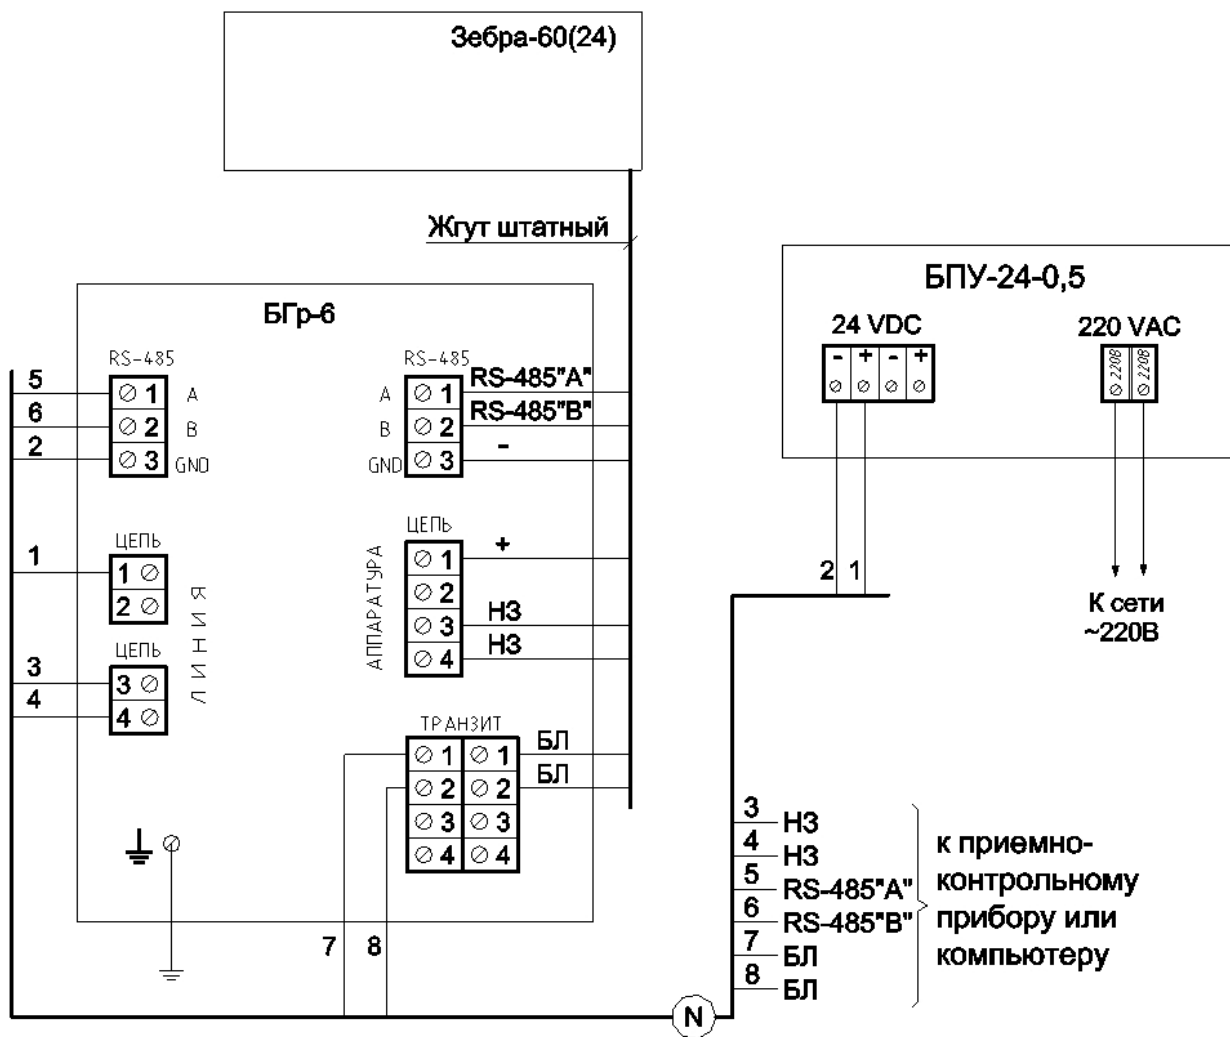 Зебра-60(24)
Жгут штатный
БГр-6
RS-485
1 A
2 B
3 GND
5
6
2
ЦЕПЬ
1
2
1
ЦЕПЬ
3
4
3
4
ЛИНИЯ
RS-485
A 1
B 2
GND 3
RS-485"A"
RS-485"B"
-
ЦЕПЬ
1
2
3
4
+
НЗ
НЗ
АППАРАТУРА
ТРАНЗИТ
1 1
2 2
3 3
4 4
БЛ
БЛ
7 8
N
БПУ-24-0,5
24 VDC
- + - +
220 VAC
220В 220В
2 1
К сети
~220В
3 НЗ
4 НЗ
5 RS-485"A"
6 RS-485"B"
7 БЛ
8 БЛ
к приемно-
контрольному
прибору или
компьютеру